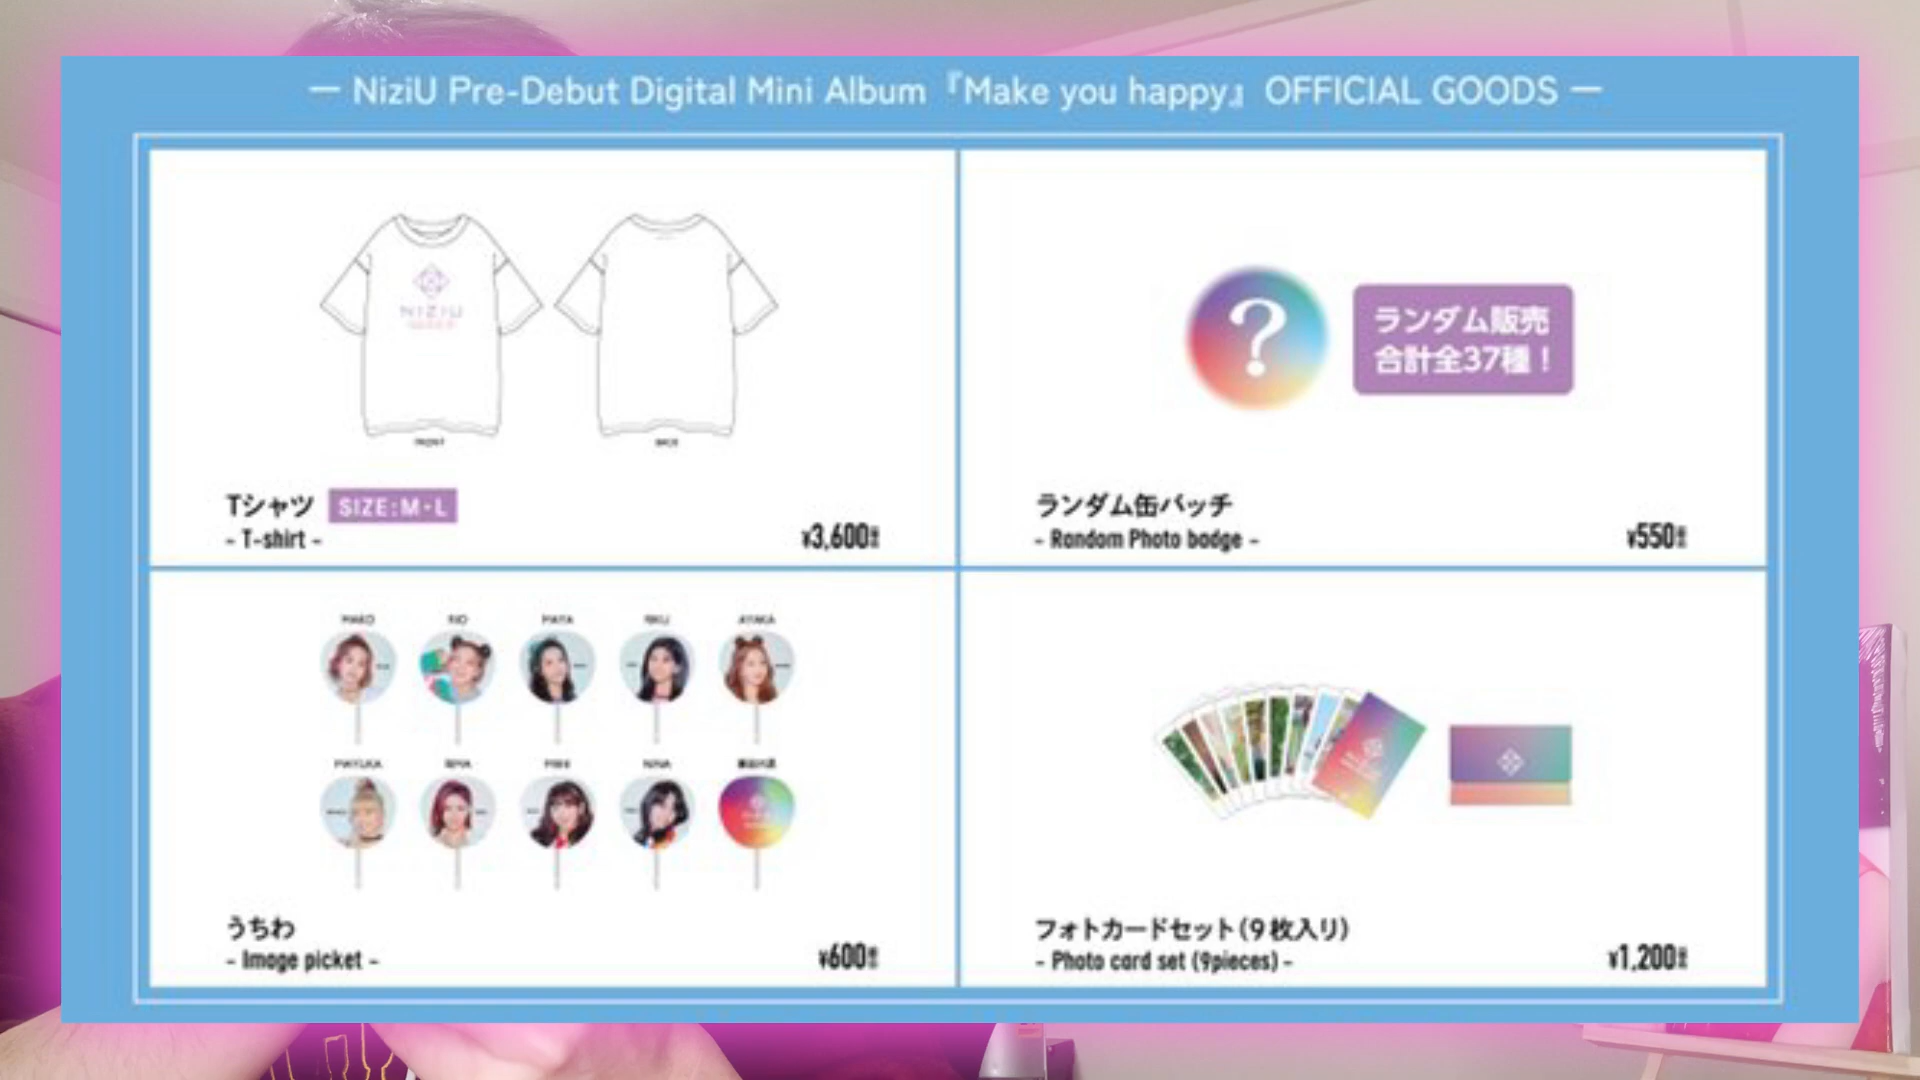 — NiziU Pre-Debut Digital Mini Album『Make you happy』OFFICIAL GOODS —
NIZIU
FRONT
BACK
Tシャツ SIZE:M・L
- T-shirt -
¥3,600
?
ランダム販売
合計全37種！
ランダム缶バッチ
- Random Photo badge -
¥550
MAKO RIO MAYA RIKU AYAKA
MAYUKA RIMA MIIHI NINA
うちわ
- Image picket -
¥600
フォトカードセット(9枚入り)
- Photo card set (9pieces) -
¥1,200